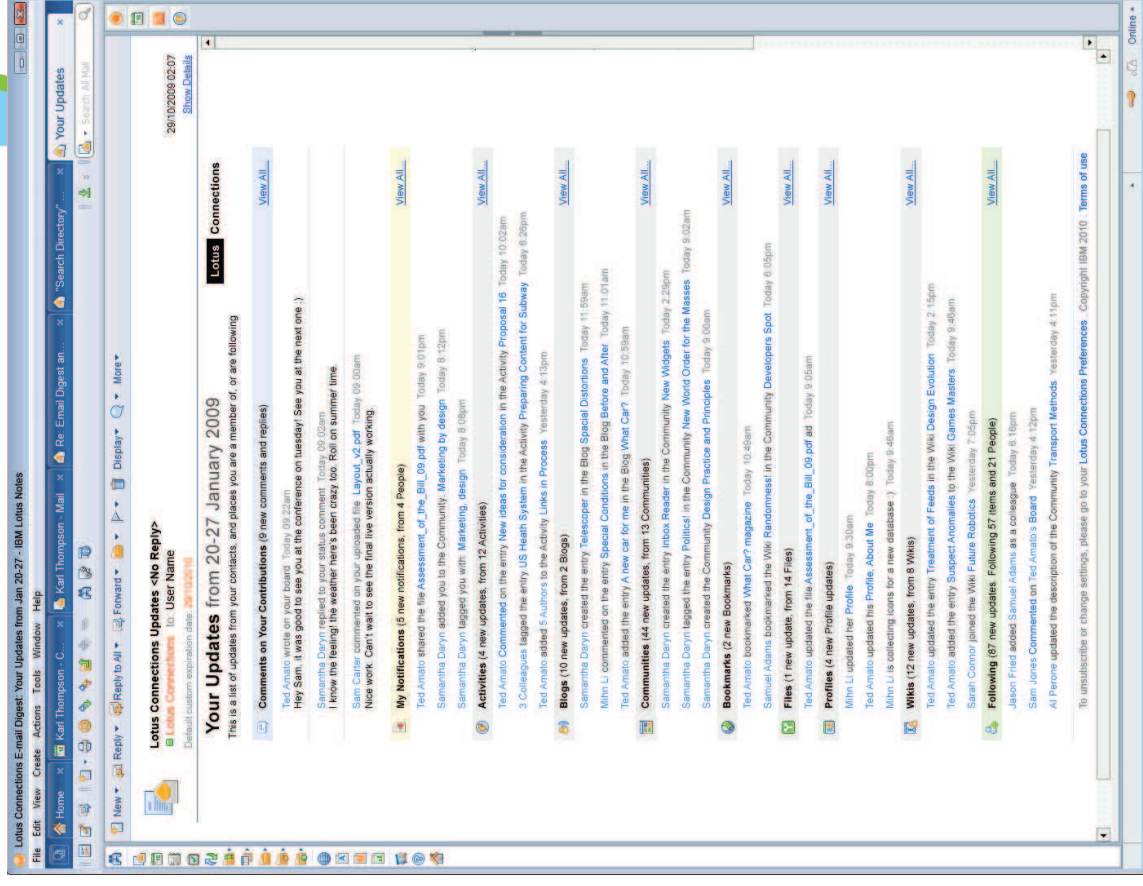 Lotus Connections E-mail Digest: Your Updates from Jan 20-27 - IBM Lotus Notes
File Edit View Create Actions Tools Window Help
Home
Karl Thompson - C...
Karl Thompson - Mail
Re: Email Digest an...
"Search Directory" ...
Your Updates
Search All Mail
New Reply Reply to All Forward Display More
Lotus Connections Updates <No Reply>
Lotus Connections to User Name
Default custom expiration date 29/10/2010
29/10/2009 02:07
Show Details
Your Updates from 20-27 January 2009
Lotus Connections
This is a list of updates from your contacts, and places you are a member of, or are following
Comments on Your Contributions (9 new comments and replies) View All...
Ted Amato wrote on your board Today 09:22am
Hey Sam, it was good to see you at the conference on tuesday! See you at the next one :)
Samantha Daryn replied to your status comment Today 09:02am
I know the feeling! the weather here's been crazy too. Roll on summer time.
Sam Carter commented on your uploaded file Layout_v2.pdf Today 09:00am
Nice work. Can't wait to see the final live version actually working.
My Notifications (5 new notifications, from 4 People) View All...
Ted Amato shared the file Assessment_of_the_Bill_09.pdf with you Today 9:01pm
Samantha Daryn added you to the Community. Marketing by design Today 8:12pm
Samantha Daryn tagged you with: Marketing, design Today 8:08pm
Activities (4 new updates, from 12 Activities) View All...
Ted Amato Commented on the entry New ideas for consideration in the Activity Proposal 16 Today 10:02am
3 Colleagues tagged the entry US Heath System in the Activity Preparing Content for Subway Today 6:26pm
Ted Amato added 5 Authors to the Activity Links in Process Yesterday 4:13pm
Blogs (10 new updates, from 2 Blogs) View All...
Samantha Daryn created the entry Telescoper in the Blog Spacial Distortions Today 11:59am
Mihn Li commented on the entry Special Conditions in the Blog Before and After Today 11:01am
Ted Amato added the entry A new car for me in the Blog What Car? Today 10:59am
Communities (44 new updates, from 13 Communities) View All...
Samantha Daryn created the entry Inbox Reader in the Community New Widgets Today 2:29pm
Samantha Daryn tagged the entry Politics! in the Community New World Order for the Masses Today 9:02am
Samantha Daryn created the Community Design Practice and Principles Today 9:00am
Bookmarks (2 new Bookmarks) View All...
Ted Amato bookmarked What Car? magazine Today 10:49am
Samuel Adams bookmarked the Wiki Randomness! in the Community Developers Spot Today 6:05pm
Files (1 new update, from 14 Files) View All...
Ted Amato updated the file Assessment_of_the_Bill_09.pdf ad Today 9:05am
Profiles (4 new Profile updates) View All...
Mihn Li updated her Profile Today 9:30am
Ted Amato updated his Profile, About Me Today 8:00pm
Mihn Li is collecting icons for a new database :) Today 9:46am
Wikis (12 new updates, from 8 Wikis) View All...
Ted Amato updated the entry Treatment of Feeds in the Wiki Design Evolution Today 2:15pm
Ted Amato added the entry Suspect Anomalies to the Wiki Games Masters Today 9:46am
Sarah Connor joined the Wiki Future Robotics Yesterday 7:05pm
Following (87 new updates. Following 57 items and 21 People) View All...
Jason Fried added Samuel Adams as a colleague Today 6:16pm
Sam Jones Commented on Ted Amato's Board Yesterday 4:12pm
Al Perone updated the description of the Community Transport Methods Yesterday 4:11pm
To unsubscribe or change settings, please go to your Lotus Connections Preferences . Copyright IBM 2010 . Terms of use
Online